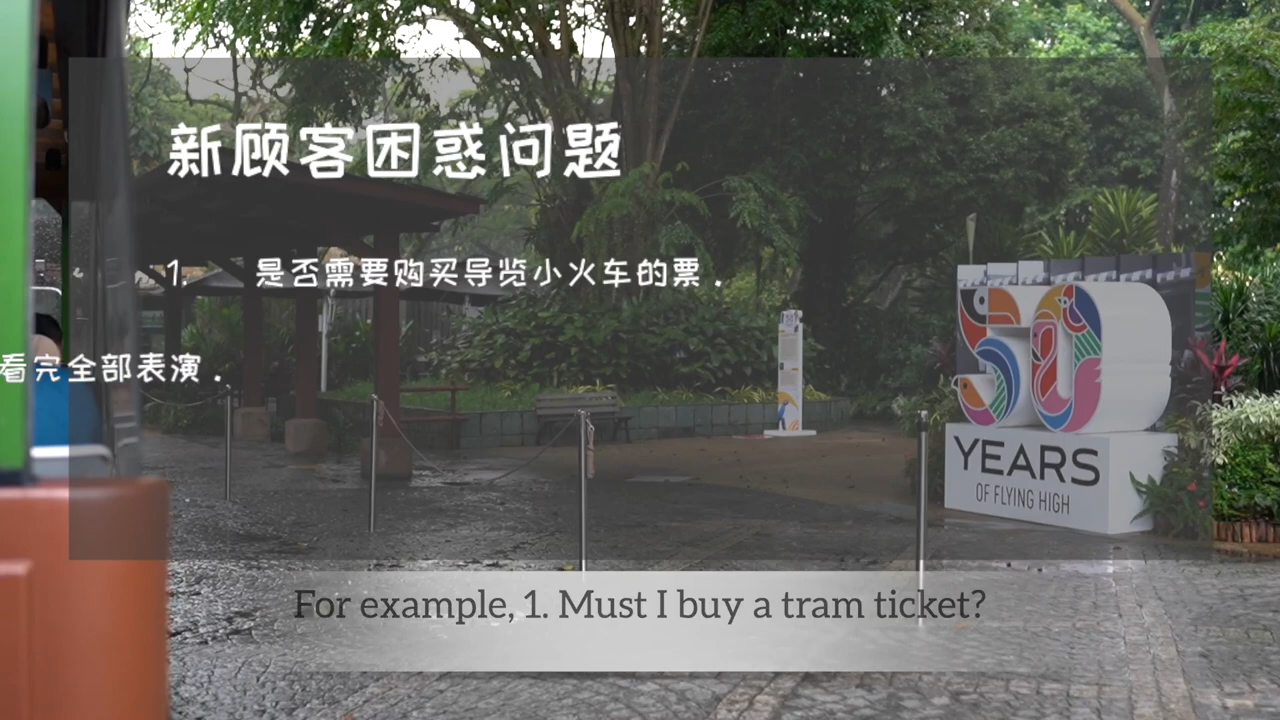 新顾客困惑问题
1. 是否需要购买导览小火车的票.
看完全部表演.
50
YEARS
OF FLYING HIGH
For example, 1. Must I buy a tram ticket?